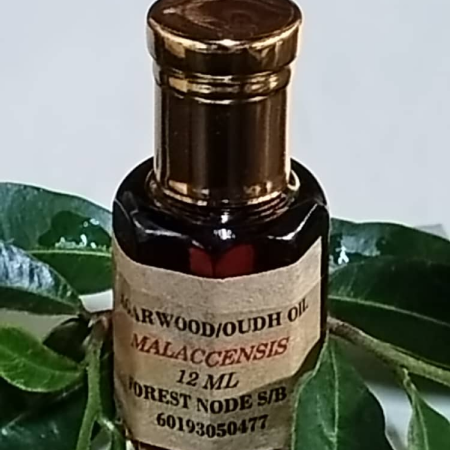 AGARWOOD/OUDH OIL
MALACCENSIS
12 ML
FOREST NODE S/B
60193050477